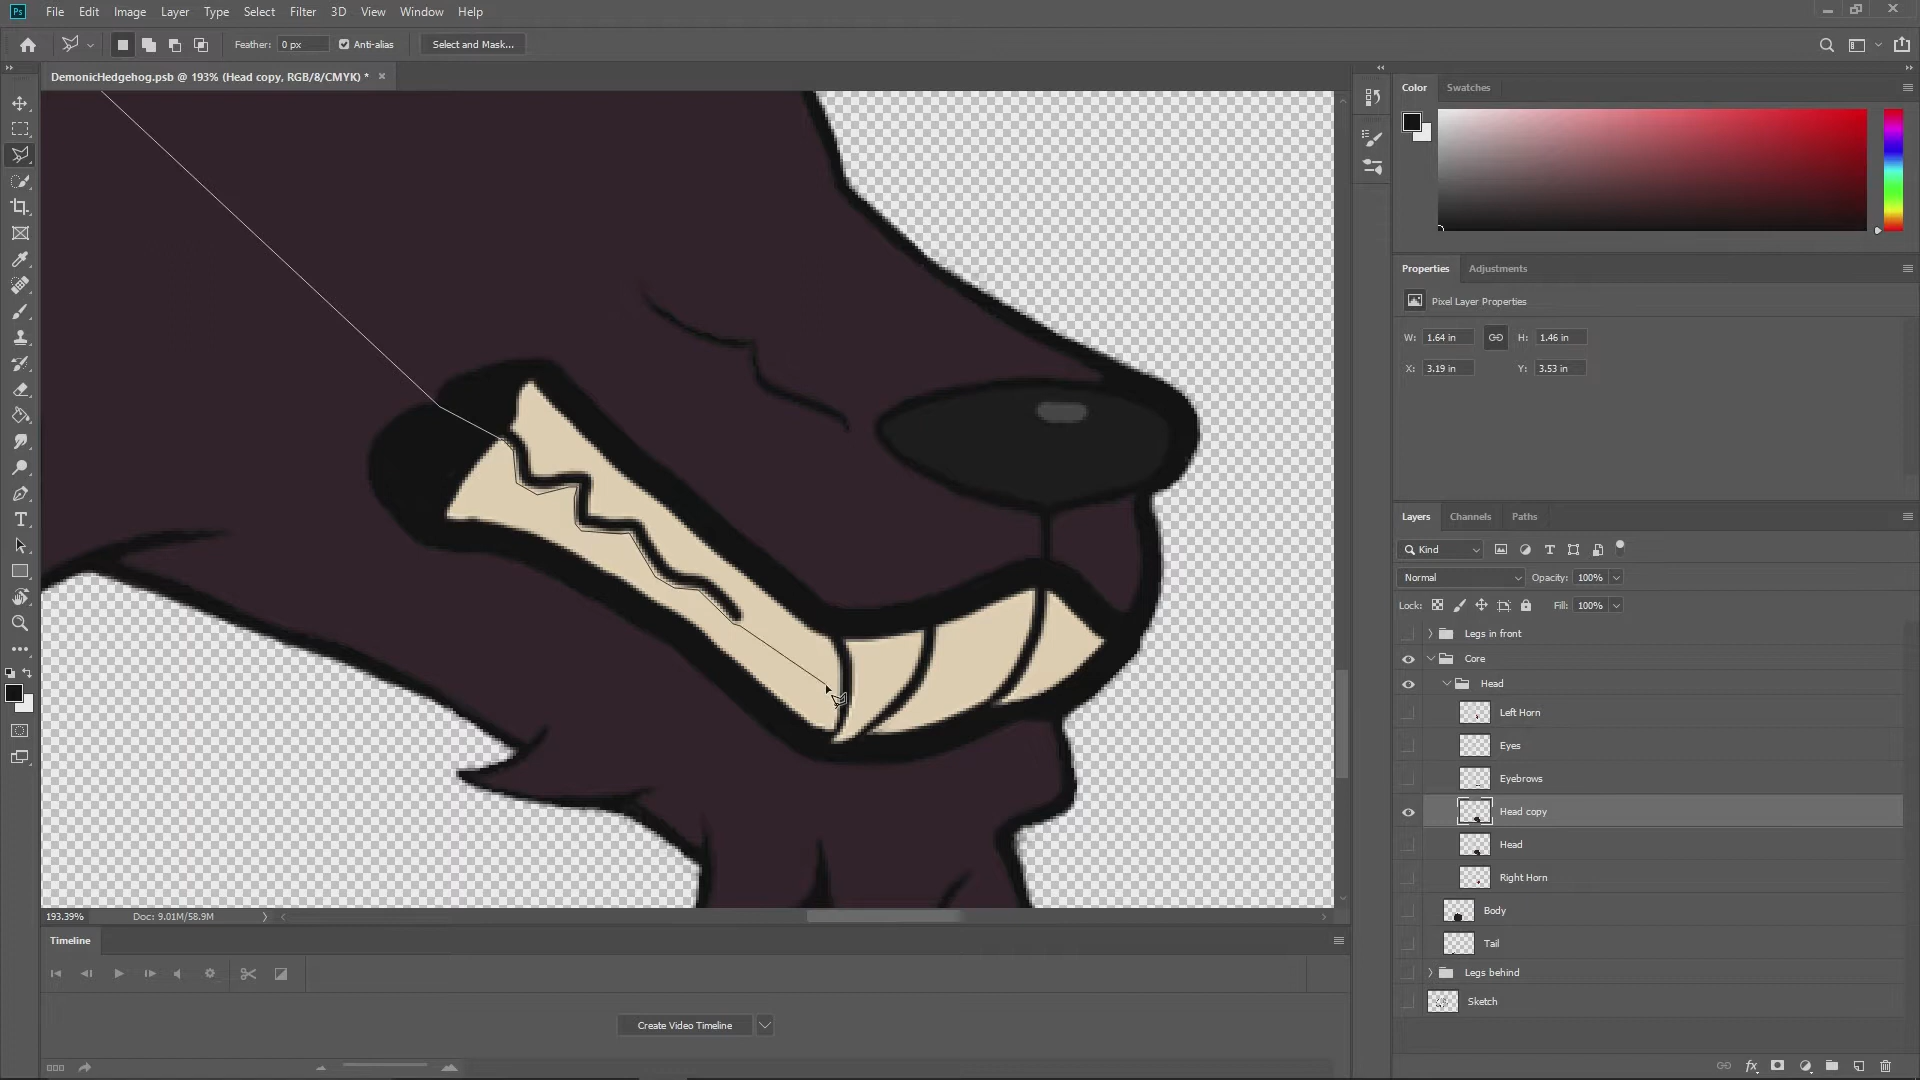 Ps File Edit Image Layer Type Select Filter 3D View Window Help
Feather: 0 px Anti-alias Select and Mask...
DemonicHedgehog.psb @ 193% (Head copy, RGB/8/CMYK) * ×
Color Swatches
Properties Adjustments
Pixel Layer Properties
W: 1.64 in H: 1.46 in
X: 3.19 in Y: 3.53 in
Layers Channels Paths
Kind
Normal Opacity: 100%
Lock: Fill: 100%
Legs in front
Core
Head
Left Horn
Eyes
Eyebrows
Head copy
Head
Right Horn
Body
Tail
Legs behind
Sketch
193.39% Doc: 9.01M/58.9M
Timeline
Create Video Timeline